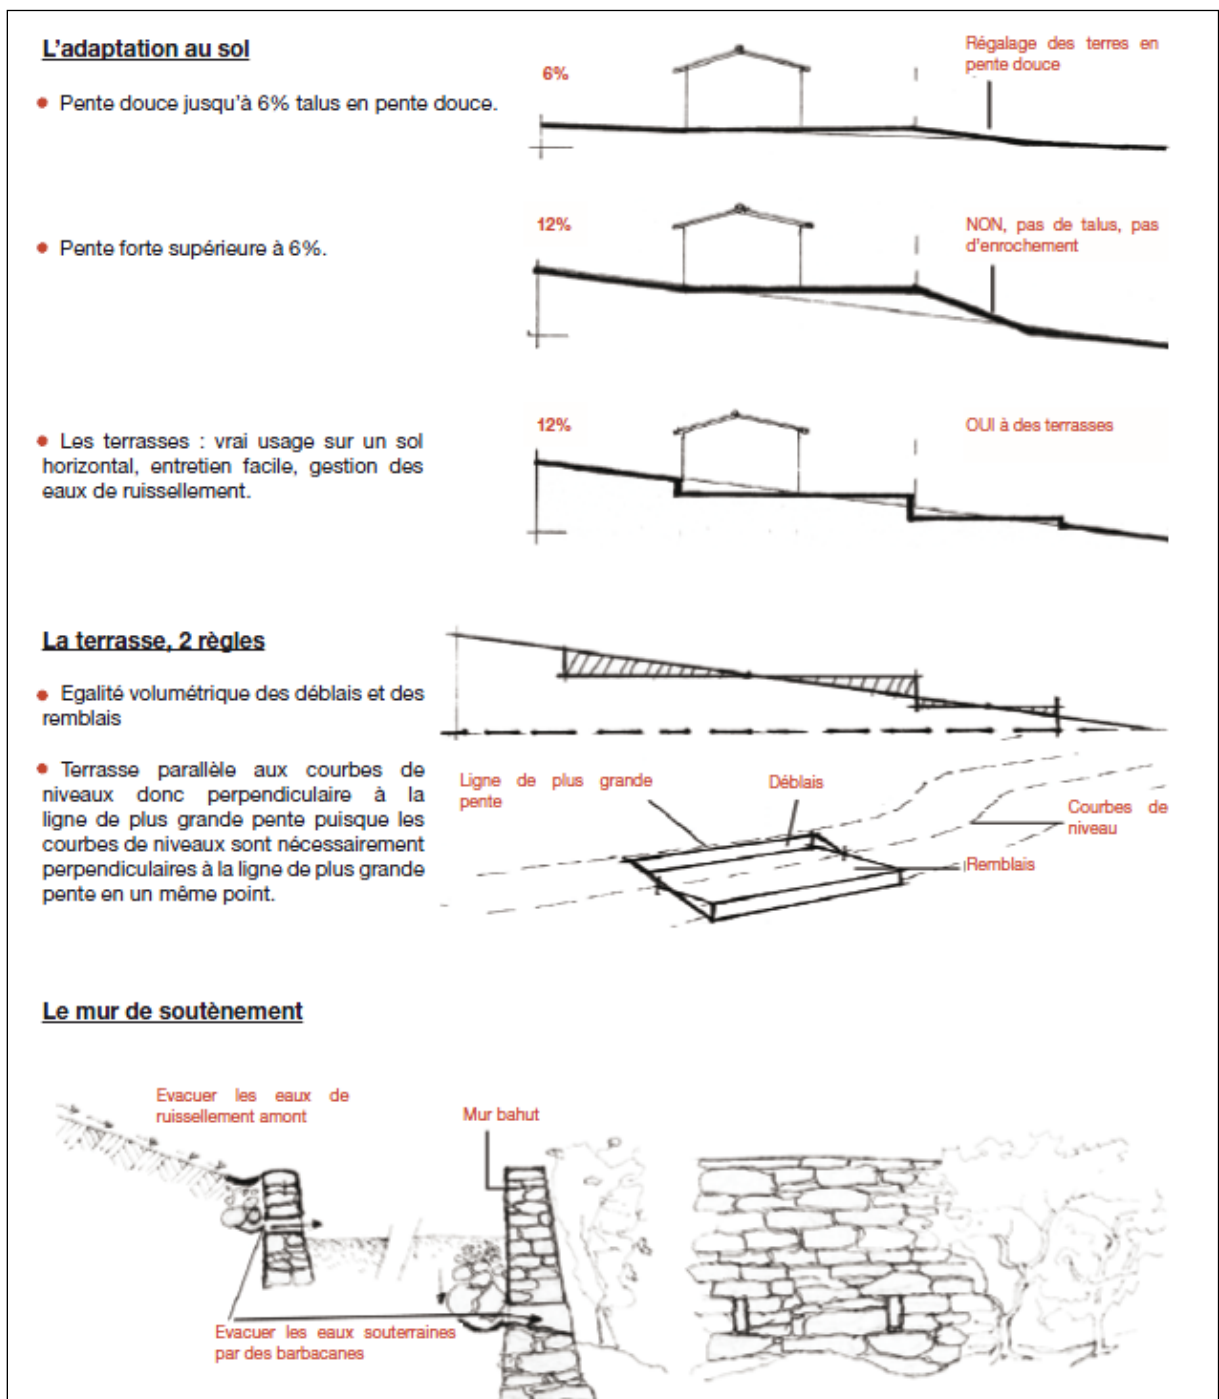 L'adaptation au sol
6%
Régalage des terres en
pente douce
Pente douce jusqu'à 6% talus en pente douce.
12%
NON, pas de talus, pas
d'enrochement
Pente forte supérieure à 6%.
12%
OUI à des terrasses
Les terrasses : vrai usage sur un sol
horizontal, entretien facile, gestion des
eaux de ruissellement.
La terrasse, 2 règles
Egalité volumétrique des déblais et des
remblais
Terrasse parallèle aux courbes de
niveaux donc perpendiculaire à la
ligne de plus grande pente puisque les
courbes de niveaux sont nécessairement
perpendiculaires à la ligne de plus grande
pente en un même point.
Ligne de plus grande
pente
Déblais
Courbes de
niveau
Remblais
Le mur de soutènement
Evacuer les eaux de
ruissellement amont
Mur bahut
Evacuer les eaux souterraines
par des barbacanes